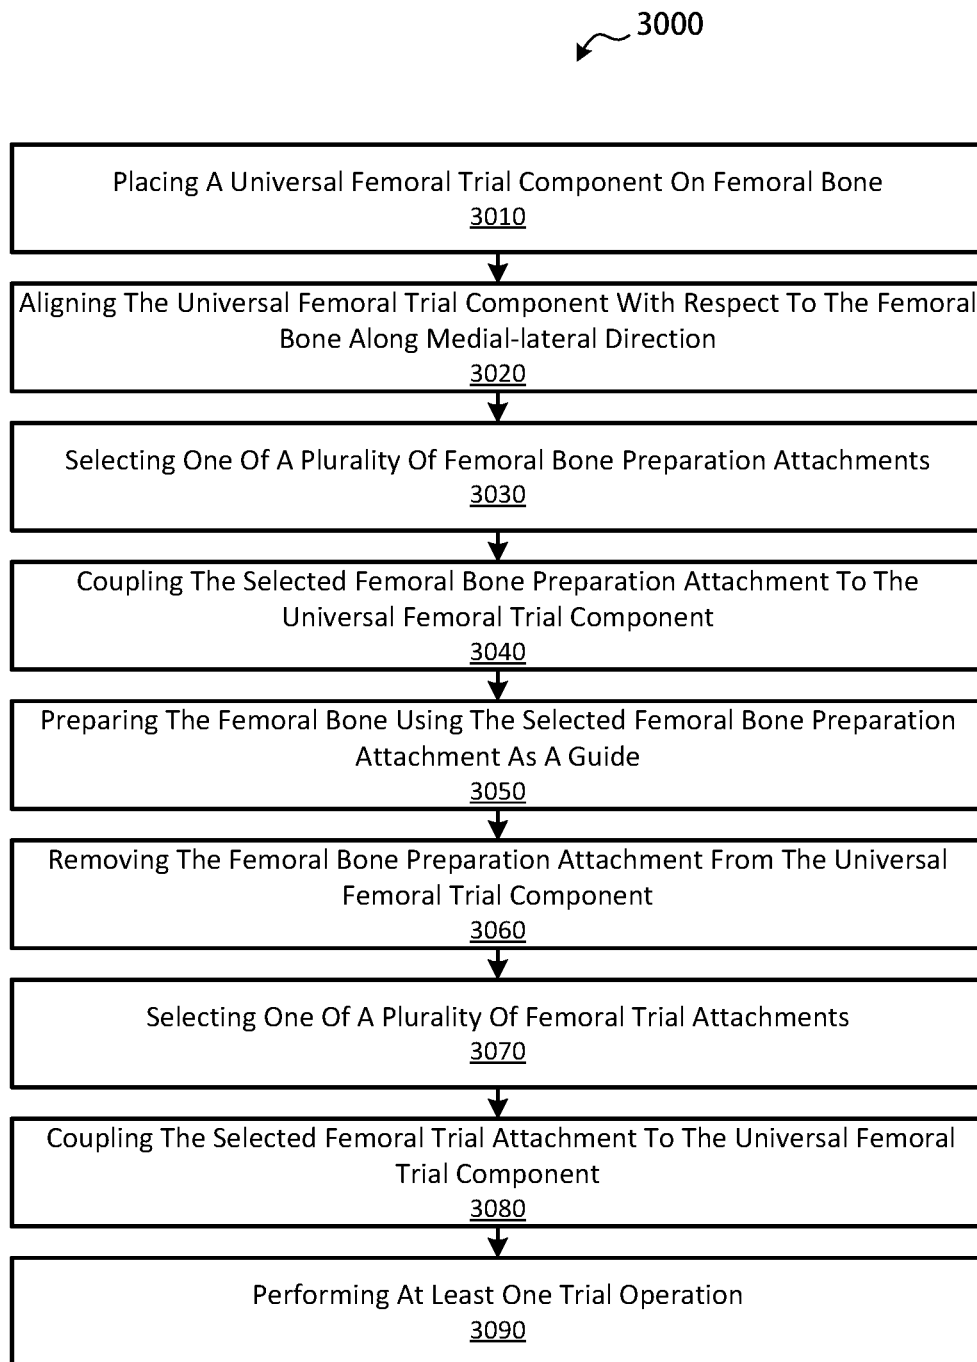 3000
Placing A Universal Femoral Trial Component On Femoral Bone
3010
Aligning The Universal Femoral Trial Component With Respect To The Femoral
Bone Along Medial-lateral Direction
3020
Selecting One Of A Plurality Of Femoral Bone Preparation Attachments
3030
Coupling The Selected Femoral Bone Preparation Attachment To The
Universal Femoral Trial Component
3040
Preparing The Femoral Bone Using The Selected Femoral Bone Preparation
Attachment As A Guide
3050
Removing The Femoral Bone Preparation Attachment From The Universal
Femoral Trial Component
3060
Selecting One Of A Plurality Of Femoral Trial Attachments
3070
Coupling The Selected Femoral Trial Attachment To The Universal Femoral
Trial Component
3080
Performing At Least One Trial Operation
3090